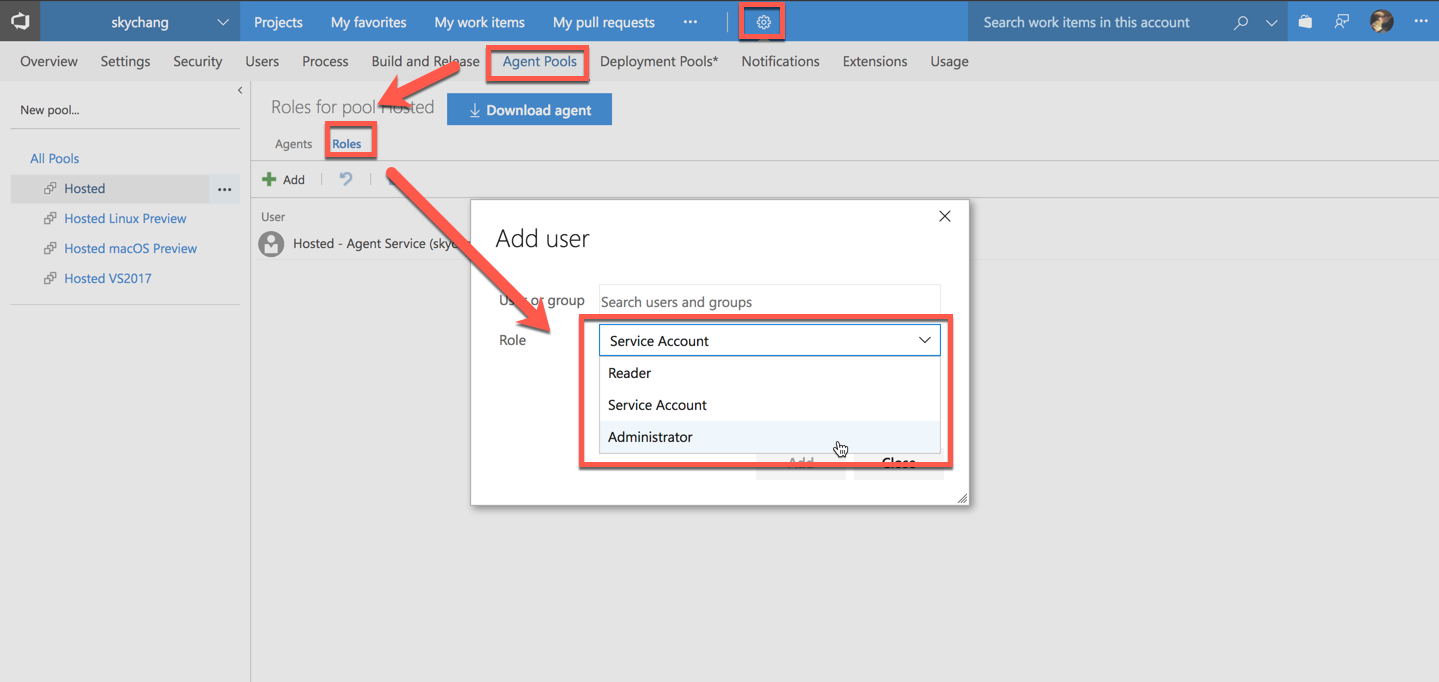 skychang Projects My favorites My work items My pull requests ••• Search work items in this account •••
Overview Settings Security Users Process Build and Release Agent Pools Deployment Pools* Notifications Extensions Usage
New pool...
All Pools
Hosted •••
Hosted Linux Preview
Hosted macOS Preview
Hosted VS2017
Roles for pool Hosted Download agent
Agents Roles
Add
User
Hosted - Agent Service
Add user
User or group Search users and groups
Role Service Account
Reader
Service Account
Administrator
Add Close